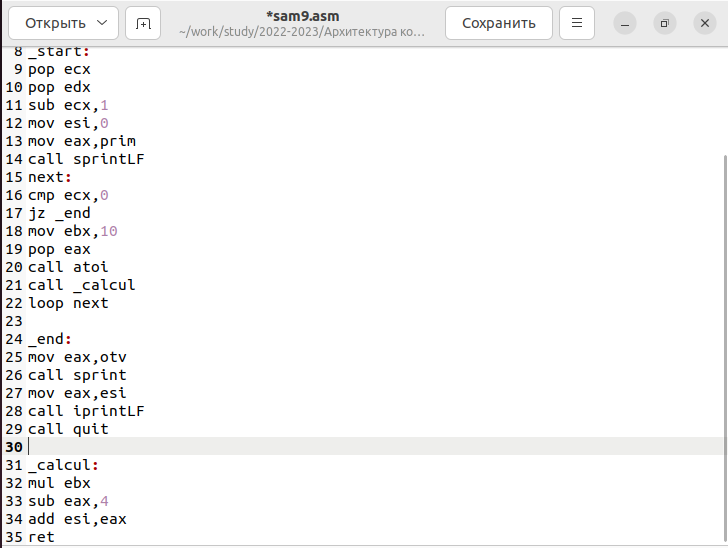 Открыть
*sam9.asm
~/work/study/2022-2023/Архитектура ко...
Сохранить
8 _start:
9 pop ecx
10 pop edx
11 sub ecx,1
12 mov esi,0
13 mov eax,prim
14 call sprintLF
15 next:
16 cmp ecx,0
17 jz _end
18 mov ebx,10
19 pop eax
20 call atoi
21 call _calcul
22 loop next
23
24 _end:
25 mov eax,otv
26 call sprint
27 mov eax,esi
28 call iprintLF
29 call quit
30
31 _calcul:
32 mul ebx
33 sub eax,4
34 add esi,eax
35 ret